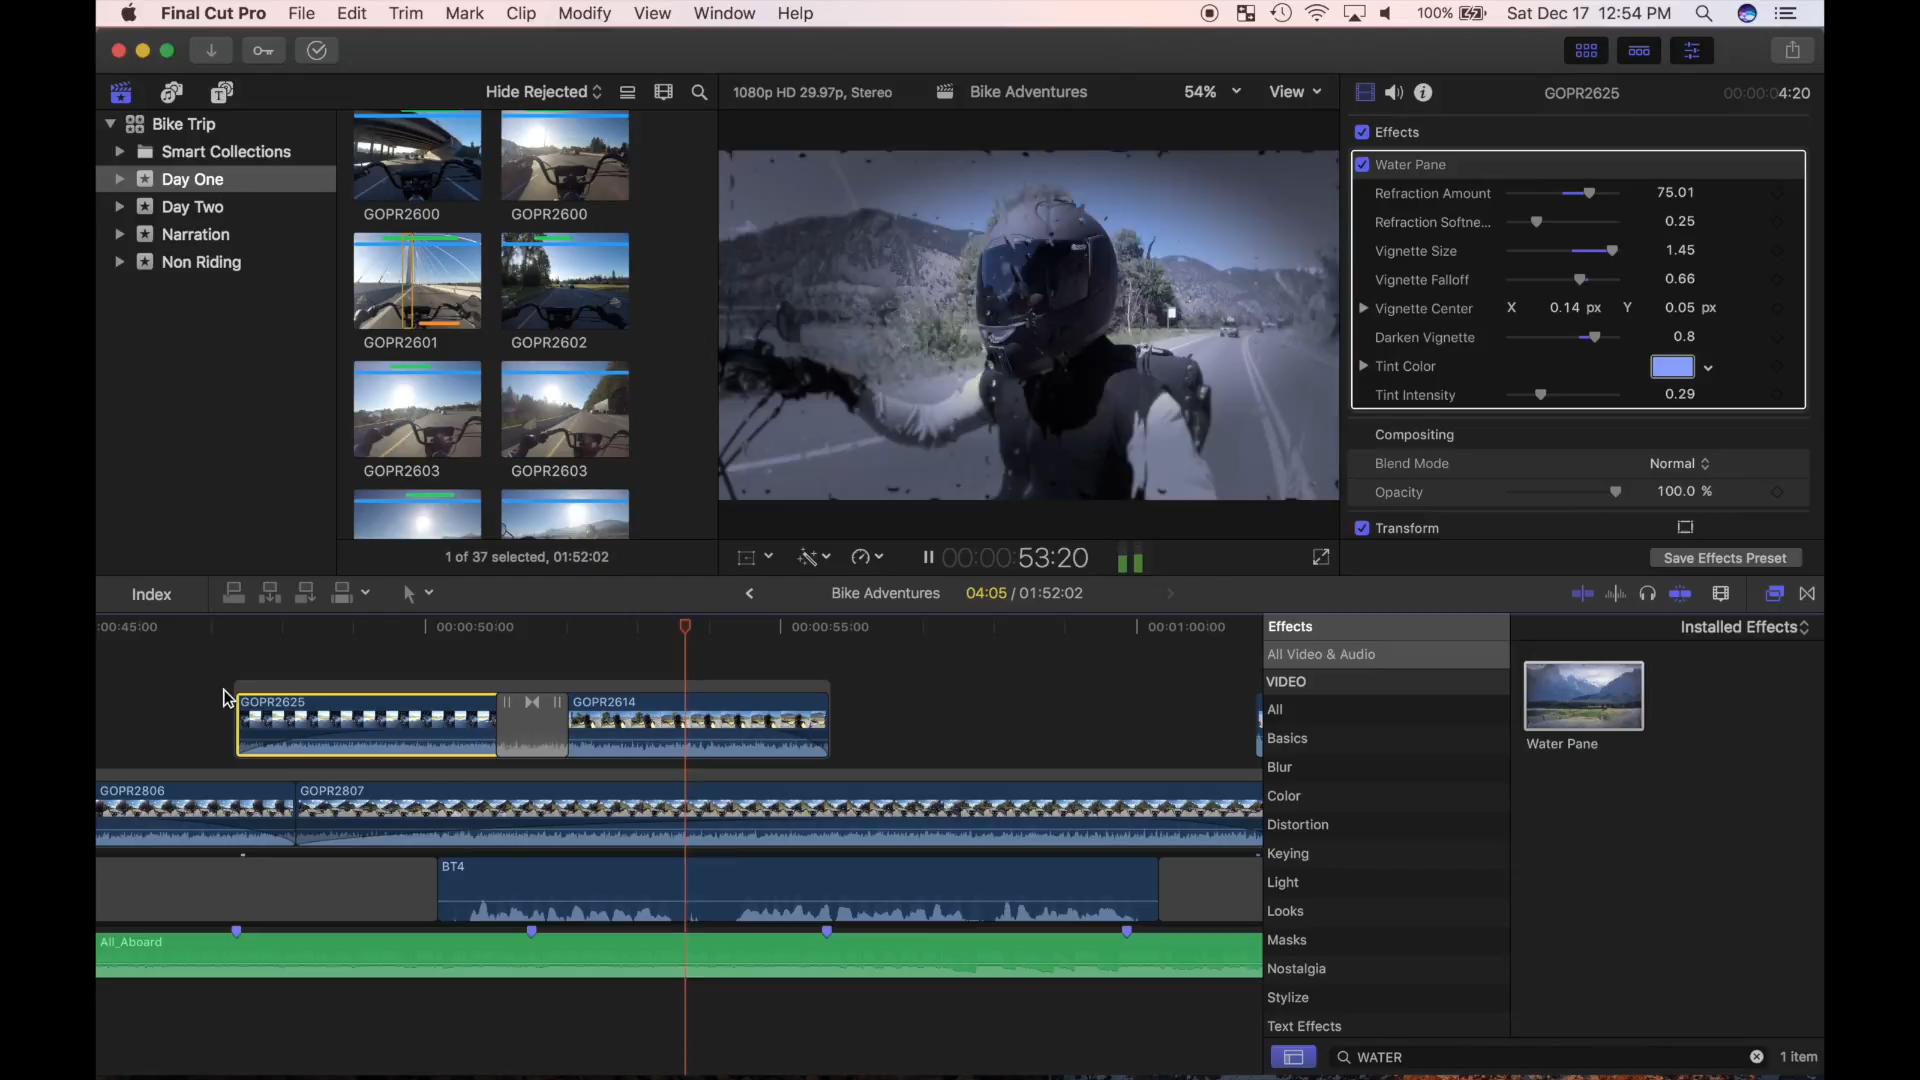 Final Cut Pro File Edit Trim Mark Clip Modify View Window Help 100% Sat Dec 17 12:54 PM
Hide Rejected 1080p HD 29.97p, Stereo Bike Adventures 54% View GOPR2625 00:00:04:20
Bike Trip
Smart Collections
Day One
Day Two
Narration
Non Riding
GOPR2600 GOPR2600
GOPR2601 GOPR2602
GOPR2603 GOPR2603
1 of 37 selected, 01:52:02
00:00:53:20
Effects
Water Pane
Refraction Amount 75.01
Refraction Softne... 0.25
Vignette Size 1.45
Vignette Falloff 0.66
Vignette Center X 0.14 px Y 0.05 px
Darken Vignette 0.8
Tint Color
Tint Intensity 0.29
Compositing
Blend Mode Normal
Opacity 100.0 %
Transform
Save Effects Preset
Index Bike Adventures 04:05 / 01:52:02
:00:45:00 00:00:50:00 00:00:55:00 00:01:00:00
GOPR2625 GOPR2614
GOPR2806 GOPR2807
BT4
All_Aboard
Effects Installed Effects
All Video & Audio
VIDEO
All
Basics
Blur
Color
Distortion
Keying
Light
Looks
Masks
Nostalgia
Stylize
Text Effects
Water Pane
WATER 1 item